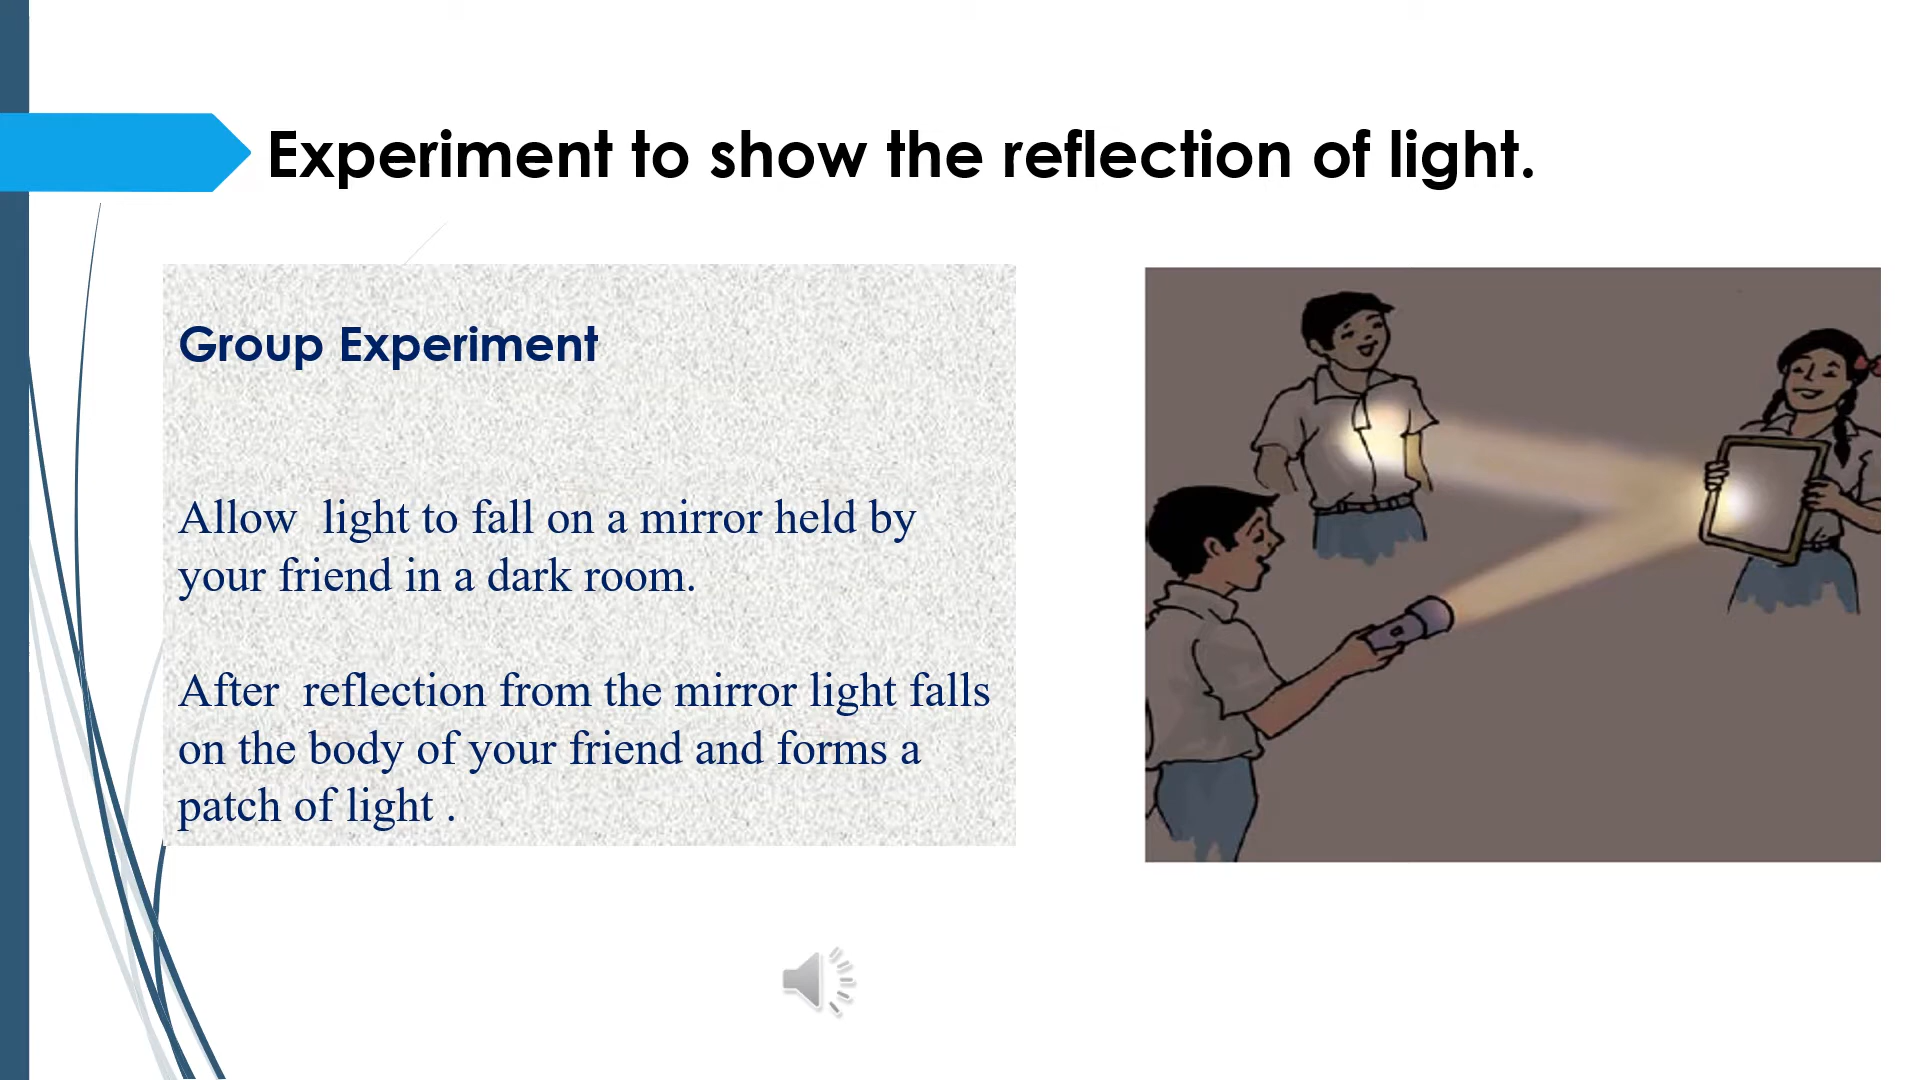 Experiment to show the reflection of light.
Group Experiment
Allow  light to fall on a mirror held by
your friend in a dark room.
After  reflection from the mirror light falls
on the body of your friend and forms a
patch of light .